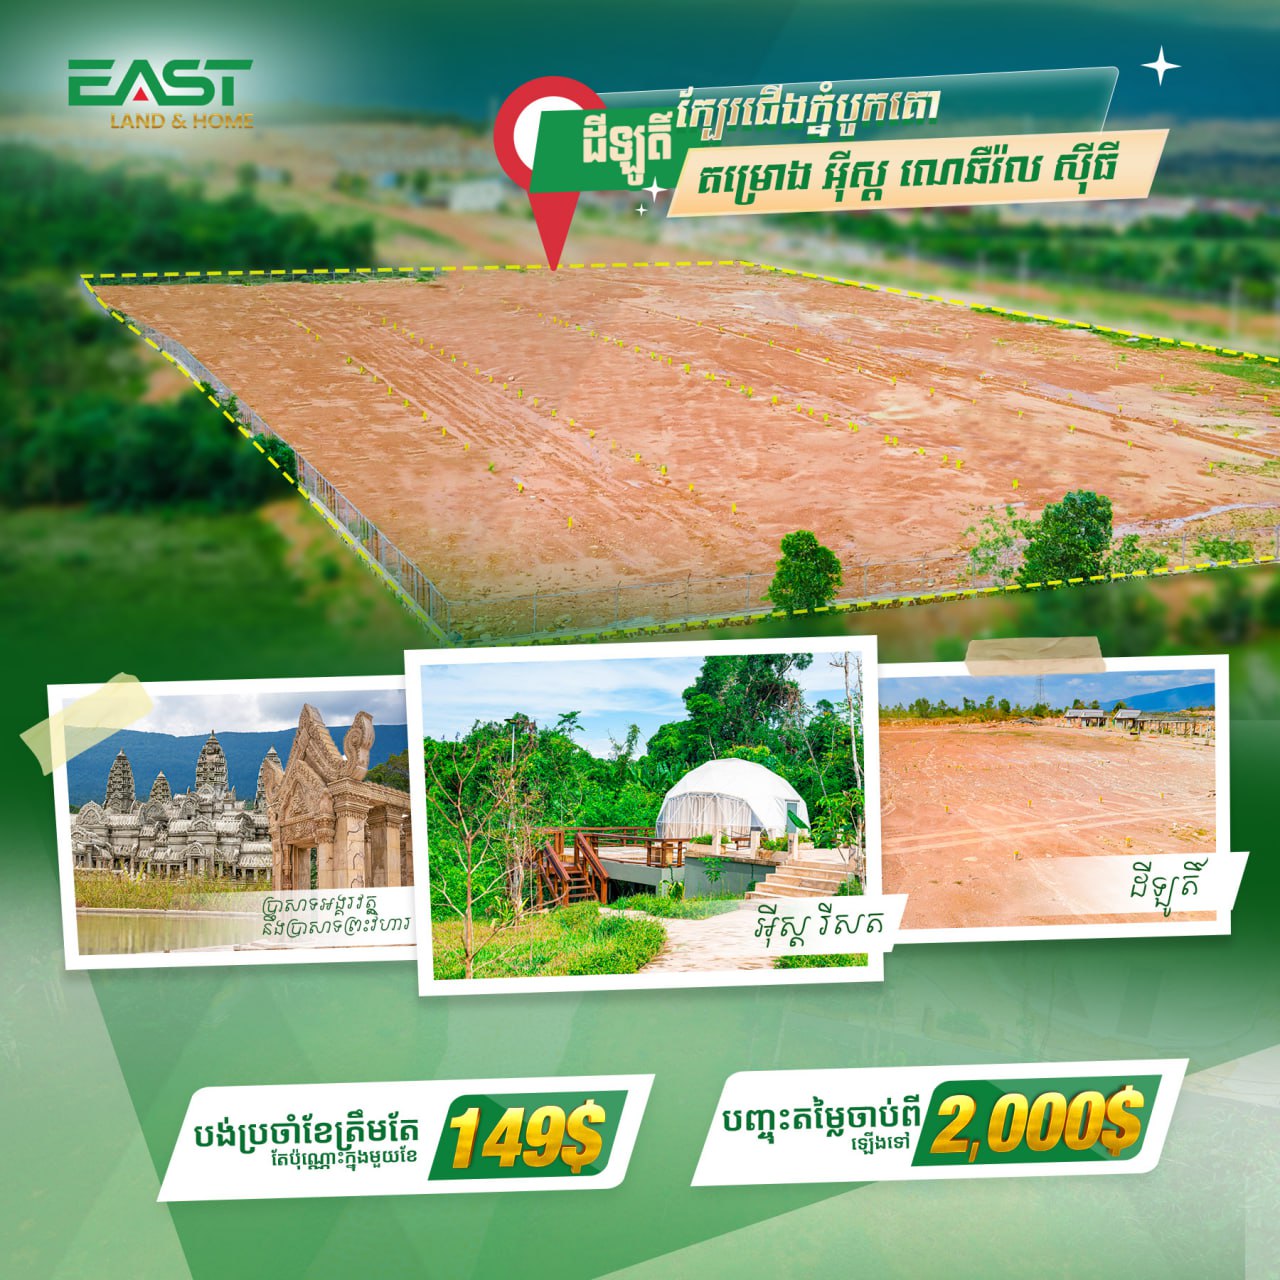 EAST
LAND & HOME
ដីឡូតិ៍
ក្បែរជើងភ្នំបូកគោ
គម្រោង អ៊ីស្ត ណេឆឺរ៉ល ស៊ីធី
ប្រាសាទអង្គរវត្ត
និងប្រាសាទព្រះវិហារ
អ៊ីស្ត រីសត
ដីឡូតិ៍
បង់ប្រចាំខែត្រឹមតែ
តែប៉ុណ្ណោះក្នុងមួយខែ
149$
បញ្ចុះតម្លៃចាប់ពី
ឡើងទៅ
2,000$